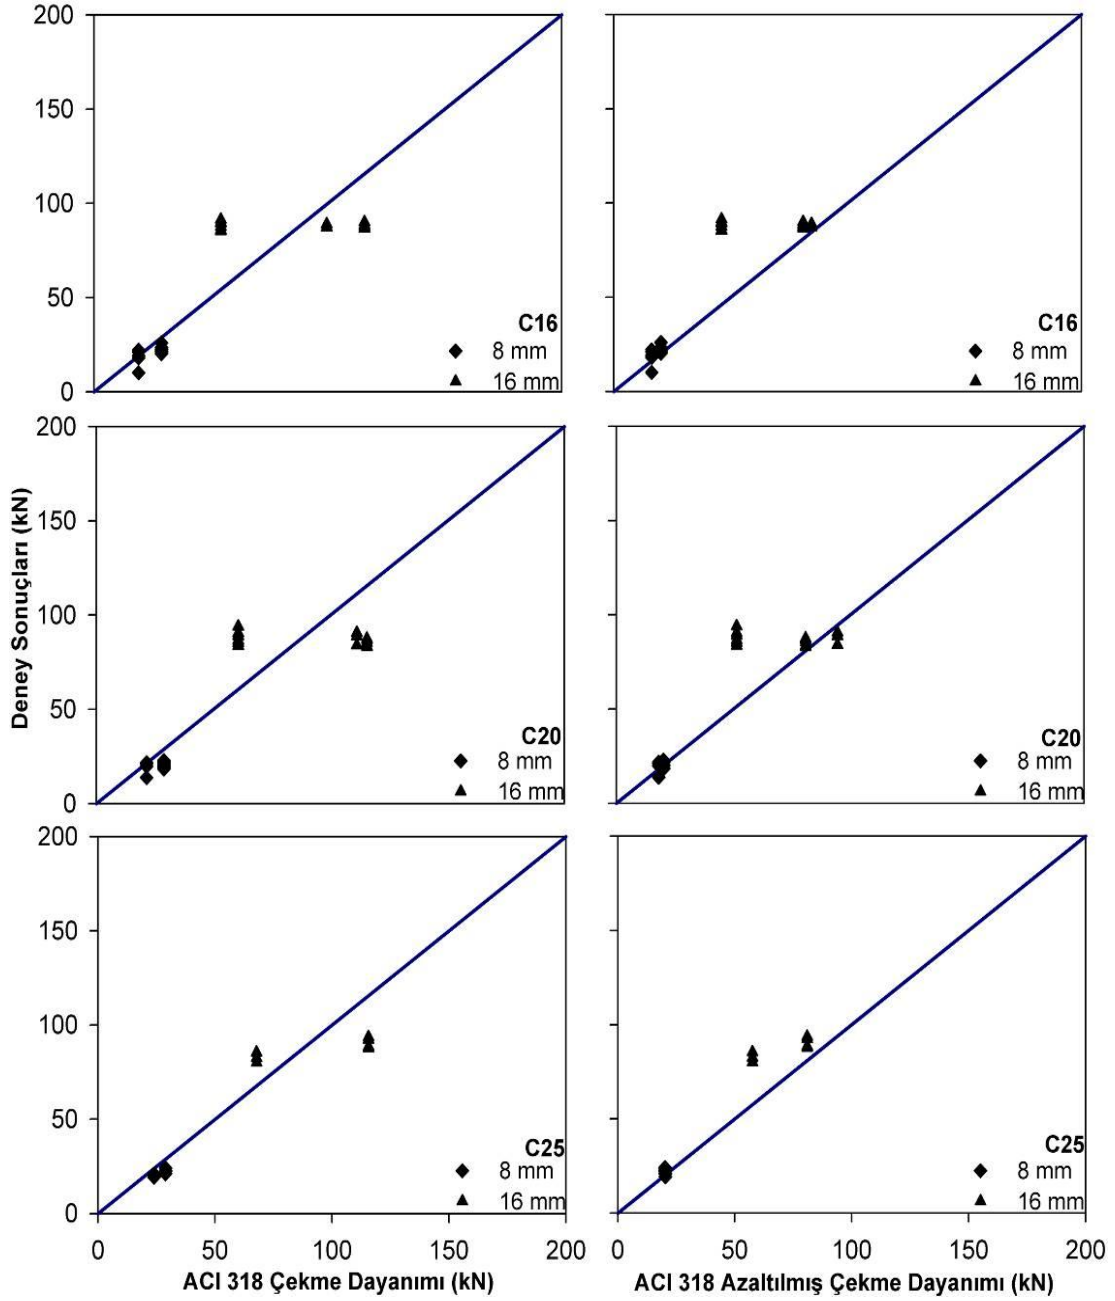 200
150
100
50
0
C16
8 mm
16 mm
C16
8 mm
16 mm
Deney Sonuçları (kN)
200
150
100
50
0
C20
8 mm
16 mm
C20
8 mm
16 mm
200
150
100
50
0
C25
8 mm
16 mm
C25
8 mm
16 mm
0 50 100 150 200
0 50 100 150 200
ACI 318 Çekme Dayanımı (kN)
ACI 318 Azaltılmış Çekme Dayanımı (kN)